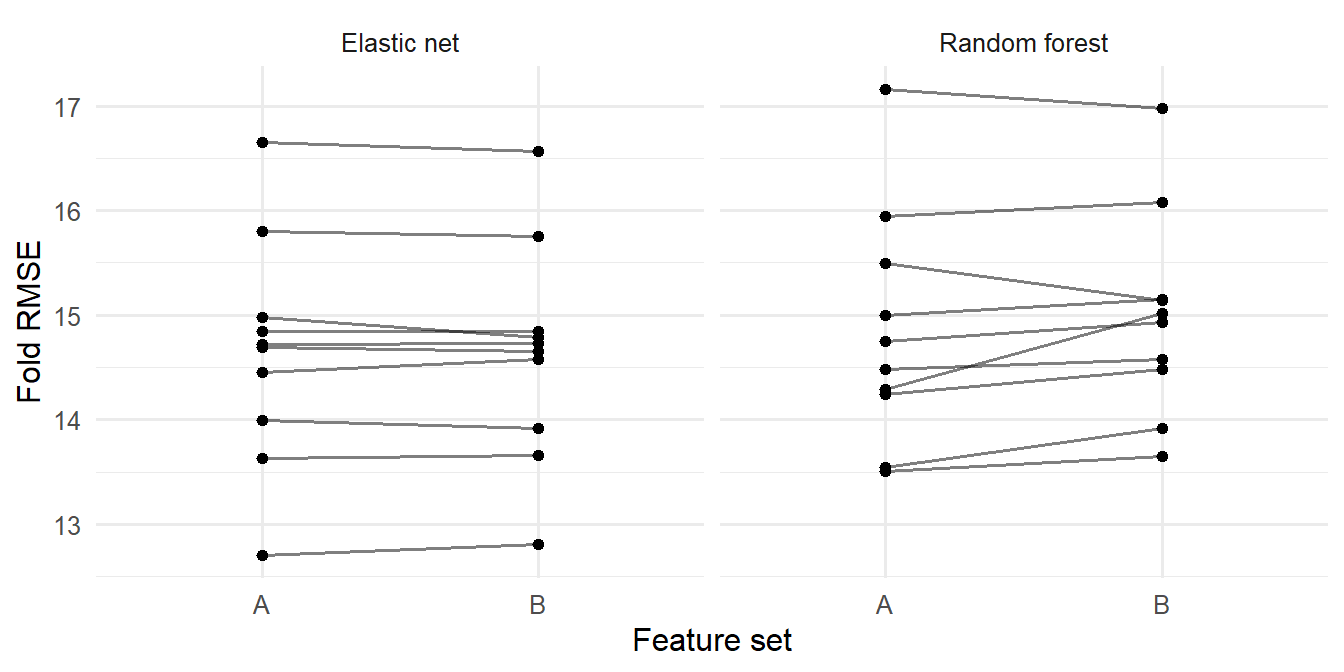 Elastic net
Random forest
Fold RMSE
17
16
15
14
13
A
B
A
B
Feature set